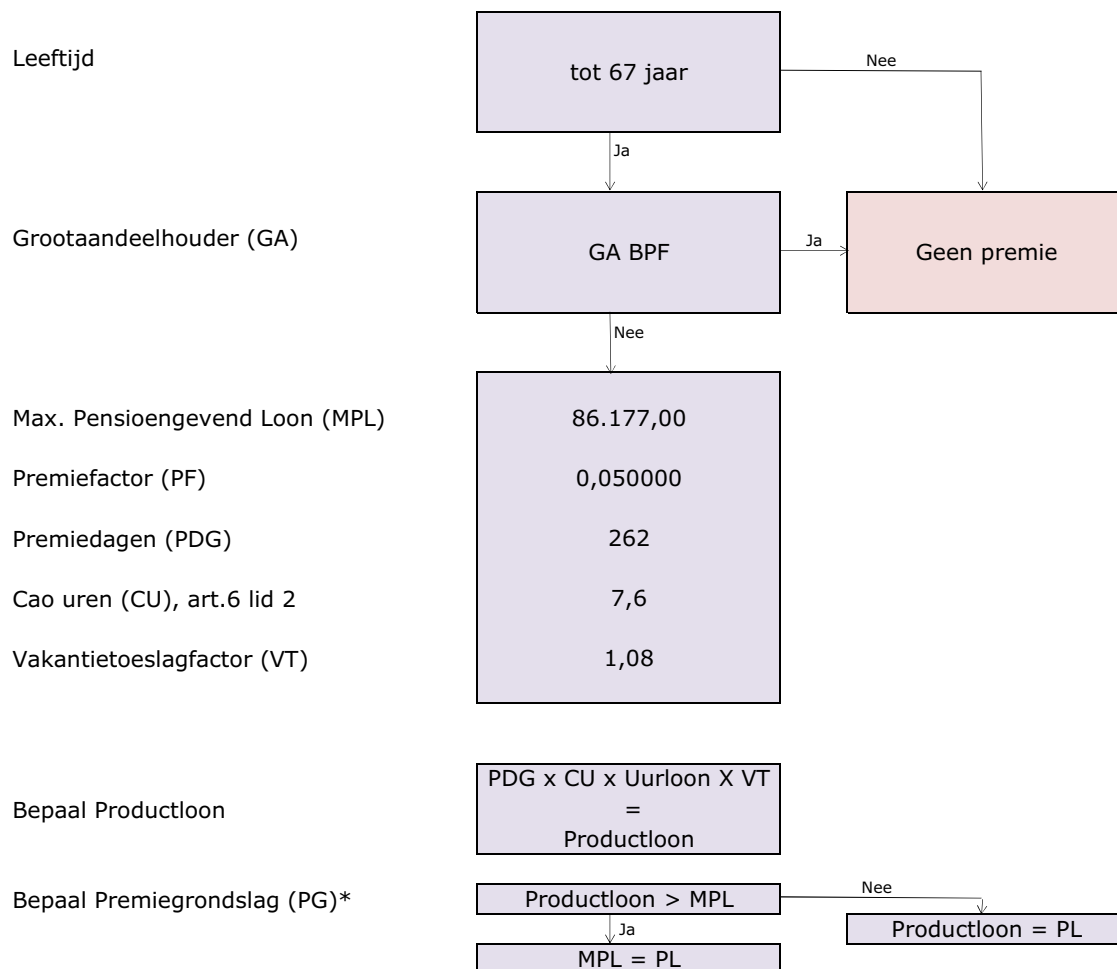 Leeftijd
tot 67 jaar
Nee
Ja
Grootaandeelhouder (GA)
GA BPF
Ja
Geen premie
Nee
Max. Pensioengevend Loon (MPL)
86.177,00
Premiefactor (PF)
0,050000
Premiedagen (PDG)
262
Cao uren (CU), art.6 lid 2
7,6
Vakantietoeslagfactor (VT)
1,08
Bepaal Productloon
PDG x CU x Uurloon X VT
=
Productloon
Bepaal Premiegrondslag (PG)*
Productloon > MPL
Nee
Ja
Productloon = PL
MPL = PL